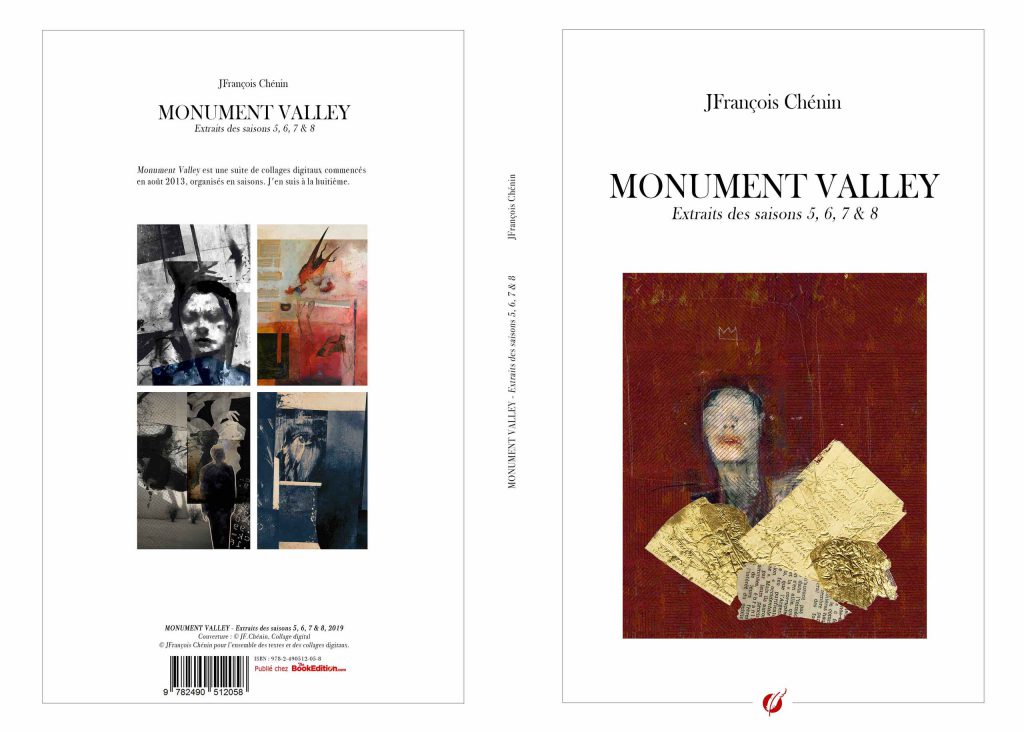 JFrançois Chénin
MONUMENT VALLEY
Extraits des saisons 5, 6, 7 & 8
Monument Valley est une suite de collages digitaux commencés
en août 2013, organisés en saisons. J'en suis à la huitième.
MONUMENT VALLEY - Extraits des saisons 5, 6, 7 & 8, 2019
Couverture : © JF. Chénin. Collage digital
© JFrançois Chénin pour l'ensemble des textes et des collages digitaux.
ISBN : 978-2-490512-05-8
Publié chez TheBookEdition.com
9 782490 512058
MONUMENT VALLEY - Extraits des saisons 5, 6, 7 & 8
JFrançois Chénin
JFrançois Chénin
MONUMENT VALLEY
Extraits des saisons 5, 6, 7 & 8